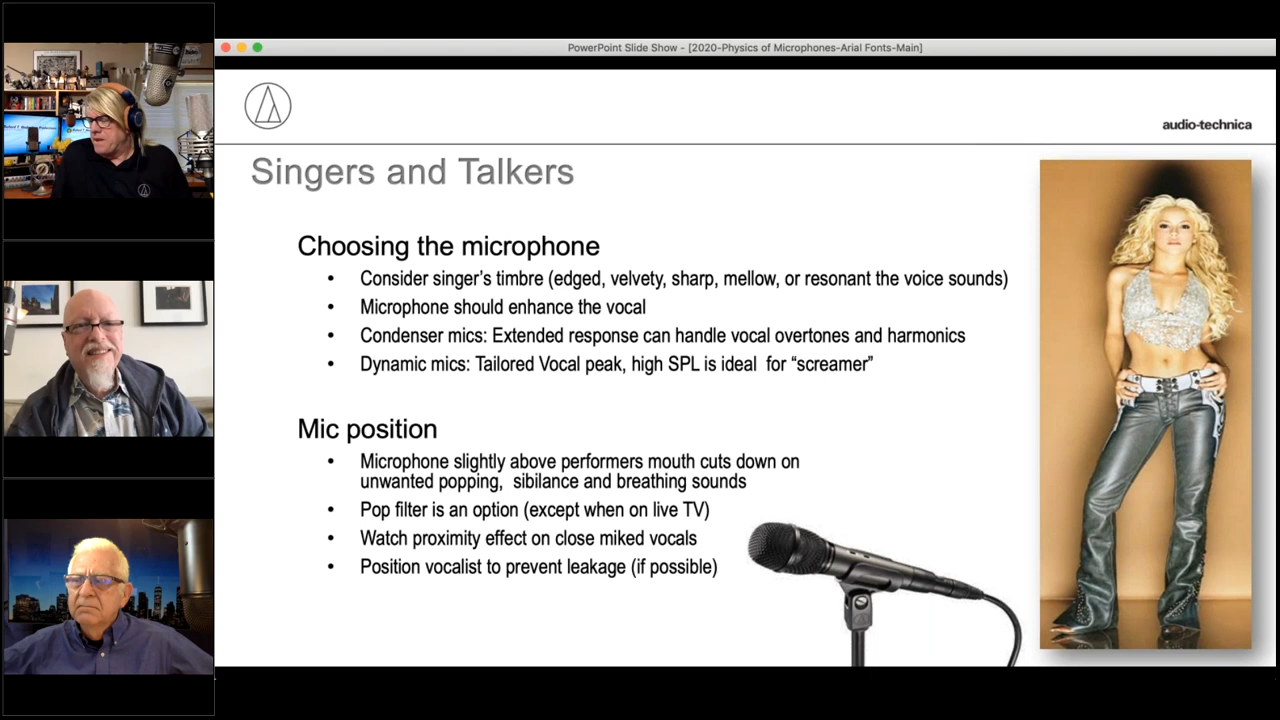 PowerPoint Slide Show - [2020-Physics of Microphones-Arial Fonts-Main]
audio-technica
Singers and Talkers
Choosing the microphone
• Consider singer's timbre (edged, velvety, sharp, mellow, or resonant the voice sounds)
• Microphone should enhance the vocal
• Condenser mics: Extended response can handle vocal overtones and harmonics
• Dynamic mics: Tailored Vocal peak, high SPL is ideal for “screamer”
Mic position
• Microphone slightly above performers mouth cuts down on
unwanted popping, sibilance and breathing sounds
• Pop filter is an option (except when on live TV)
• Watch proximity effect on close miked vocals
• Position vocalist to prevent leakage (if possible)